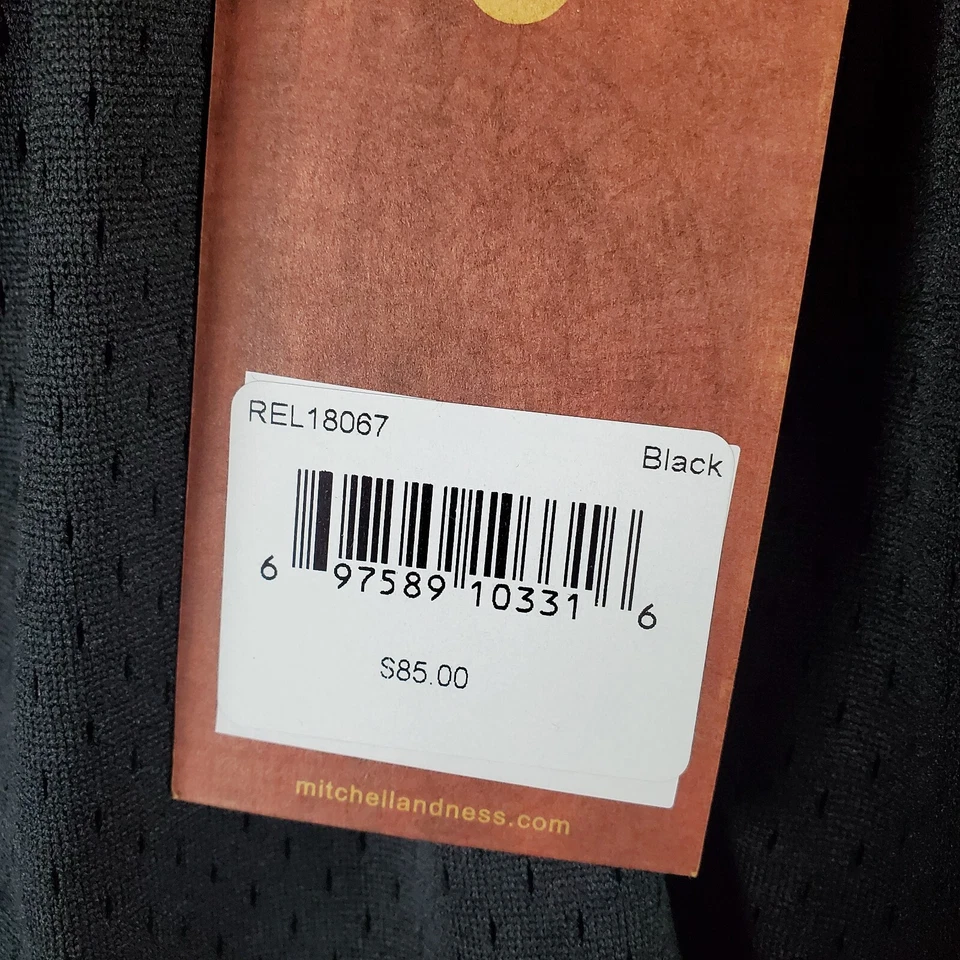 REL18067
Black
6 97589 10331 6
$85.00
mitchellandness.com